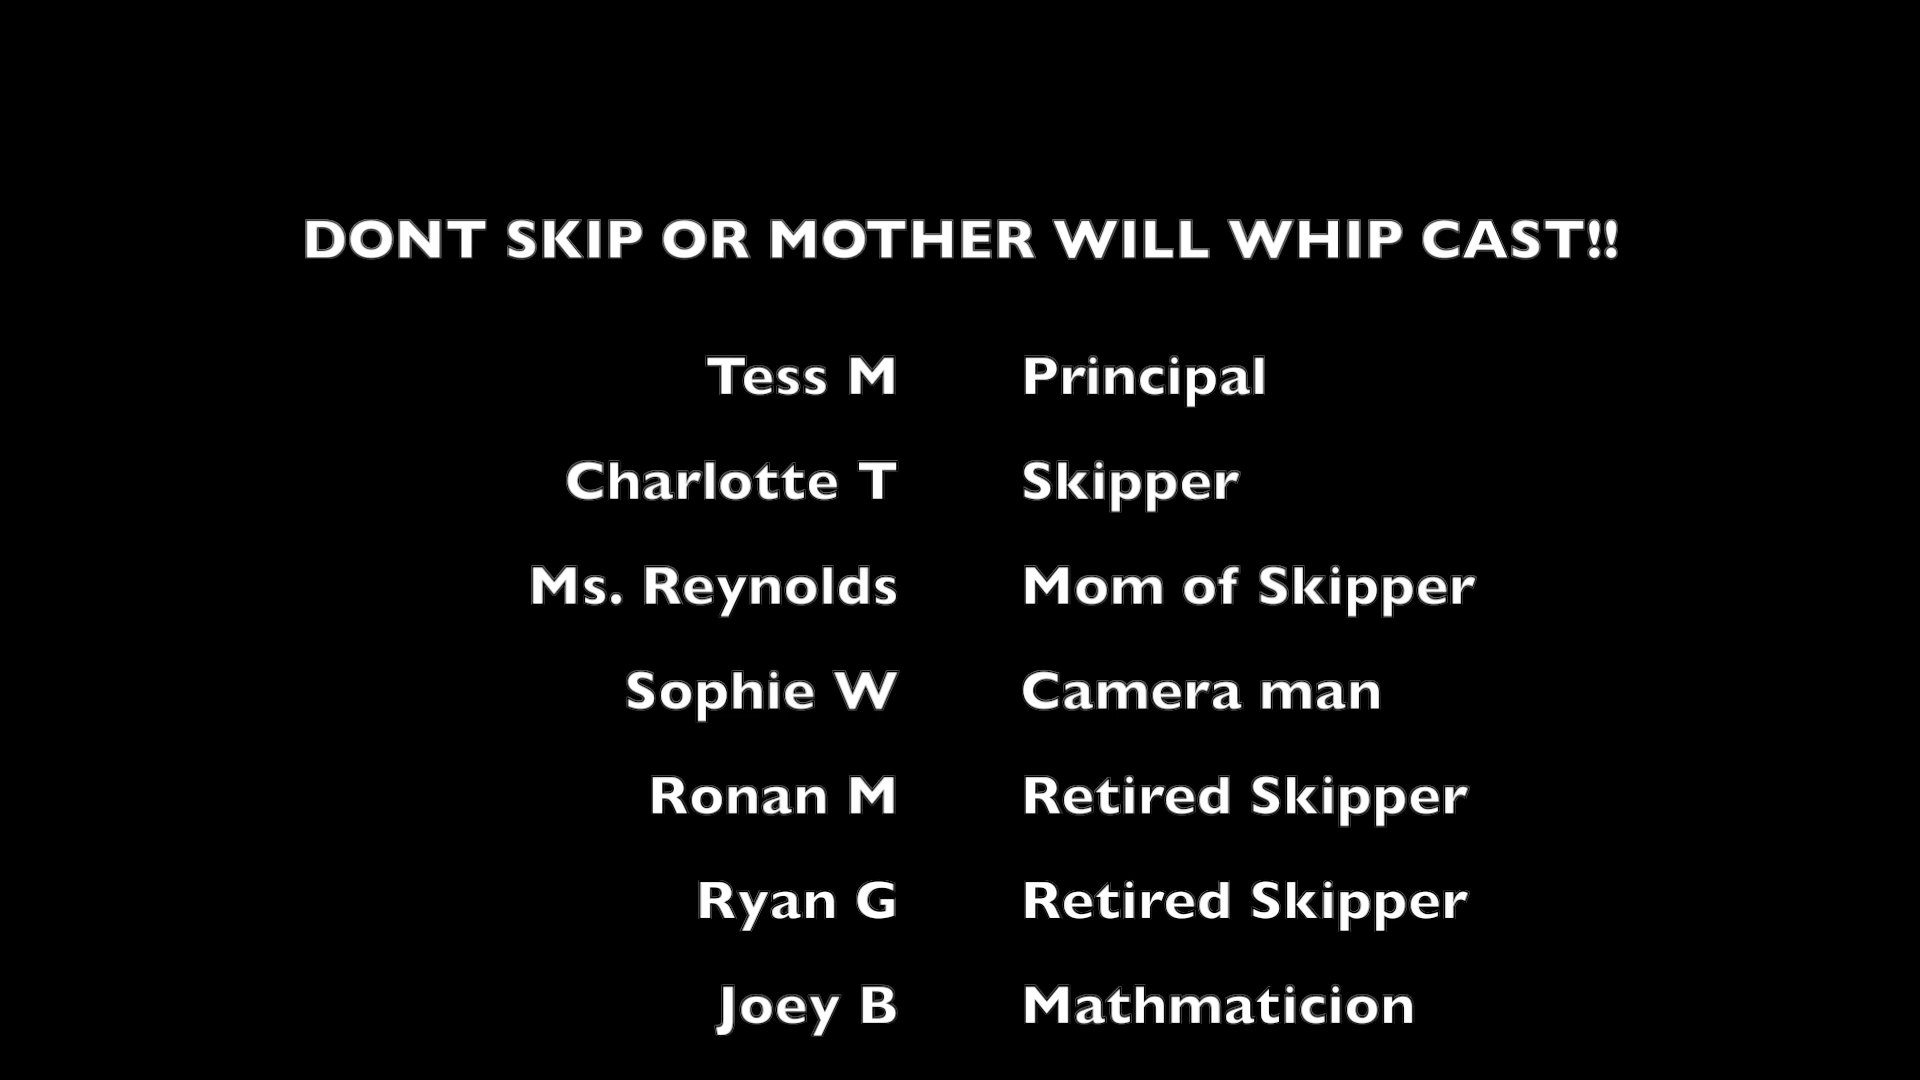 DONT SKIP OR MOTHER WILL WHIP CAST!!
Tess M Principal
Charlotte T Skipper
Ms. Reynolds Mom of Skipper
Sophie W Camera man
Ronan M Retired Skipper
Ryan G Retired Skipper
Joey B Mathmaticion